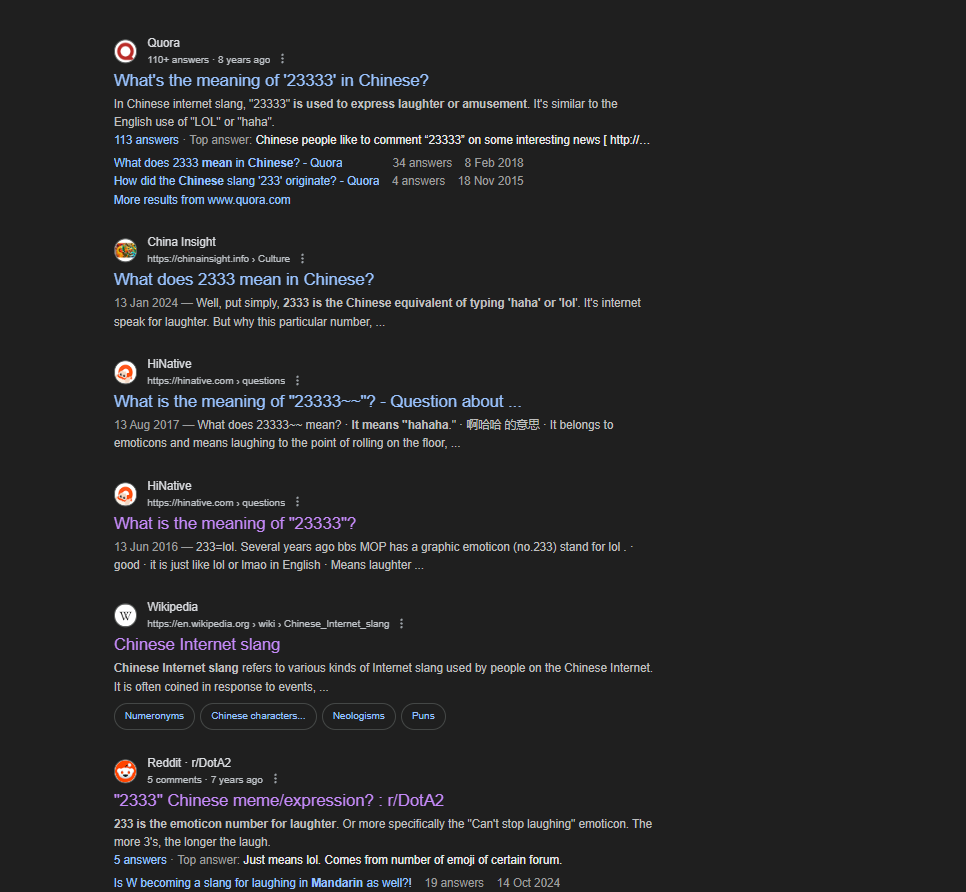 Quora
110+ answers · 8 years ago
What's the meaning of '23333' in Chinese?
In Chinese internet slang, "23333" is used to express laughter or amusement. It's similar to the
English use of "LOL" or "haha".
113 answers · Top answer: Chinese people like to comment “23333” on some interesting news [ http://...
What does 2333 mean in Chinese? - Quora 34 answers 8 Feb 2018
How did the Chinese slang '233' originate? - Quora 4 answers 18 Nov 2015
More results from www.quora.com
China Insight
https://chinainsight.info › Culture
What does 2333 mean in Chinese?
13 Jan 2024 — Well, put simply, 2333 is the Chinese equivalent of typing 'haha' or 'lol'. It's internet
speak for laughter. But why this particular number, ...
HiNative
https://hinative.com › questions
What is the meaning of "23333~~"? - Question about ...
13 Aug 2017 — What does 23333~~ mean? · It means "hahaha." · 啊哈哈 的意思 · It belongs to
emoticons and means laughing to the point of rolling on the floor, ...
HiNative
https://hinative.com › questions
What is the meaning of "23333"?
13 Jun 2016 — 233=lol. Several years ago bbs MOP has a graphic emoticon (no.233) stand for lol . ·
good · it is just like lol or lmao in English · Means laughter ...
W
Wikipedia
https://en.wikipedia.org › wiki › Chinese_Internet_slang
Chinese Internet slang
Chinese Internet slang refers to various kinds of Internet slang used by people on the Chinese Internet.
It is often coined in response to events, ...
Numeronyms Chinese characters... Neologisms Puns
Reddit · r/DotA2
5 comments · 7 years ago
"2333" Chinese meme/expression? : r/DotA2
233 is the emoticon number for laughter. Or more specifically the "Can't stop laughing" emoticon. The
more 3's, the longer the laugh.
5 answers · Top answer: Just means lol. Comes from number of emoji of certain forum.
Is W becoming a slang for laughing in Mandarin as well?! 19 answers 14 Oct 2024